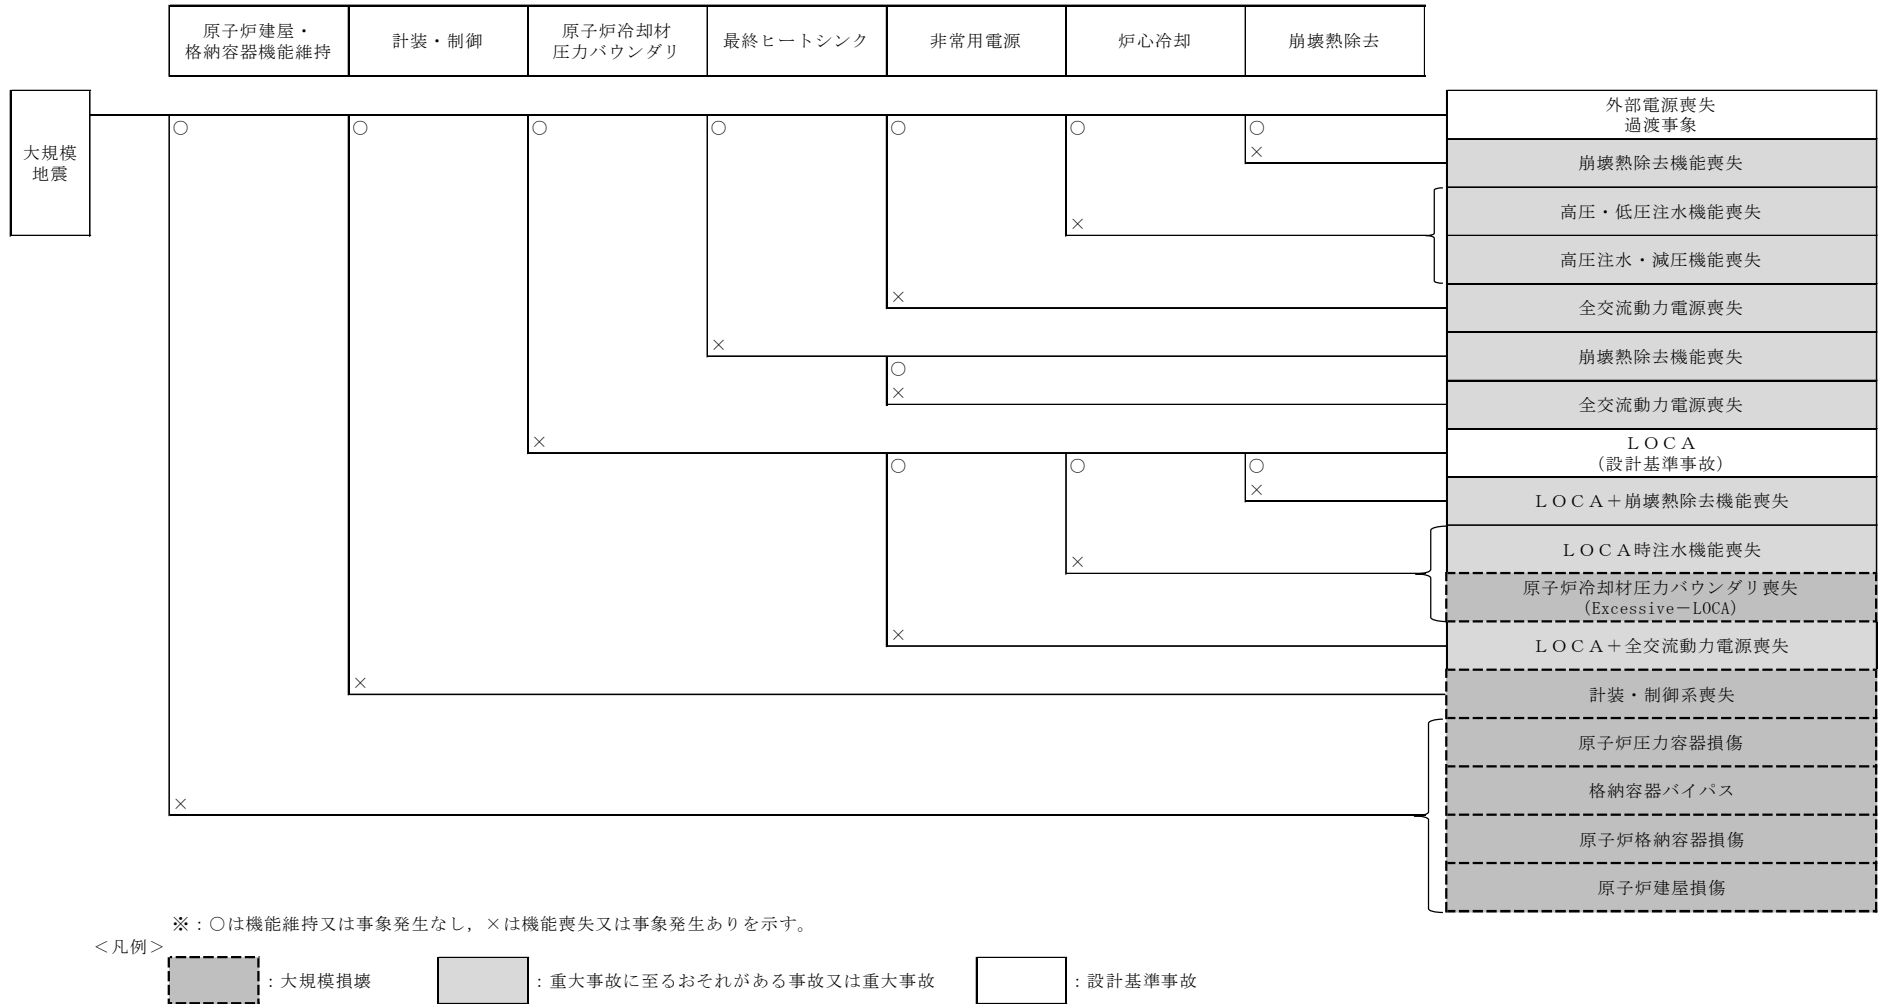 原子炉建屋・
格納容器機能維持
計装・制御
原子炉冷却材
圧力バウンダリ
最終ヒートシンク
非常用電源
炉心冷却
崩壊熱除去
大規模
地震
外部電源喪失
過渡事象
○ ○ ○ ○ ○ ○ ○
×
崩壊熱除去機能喪失
高圧・低圧注水機能喪失
×
高圧注水・減圧機能喪失
×
全交流動力電源喪失
×
崩壊熱除去機能喪失
○
×
全交流動力電源喪失
×
LOCA
(設計基準事故)
○ ○ ○
×
LOCA+崩壊熱除去機能喪失
LOCA時注水機能喪失
×
原子炉冷却材圧力バウンダリ喪失
(Excessive-LOCA)
×
LOCA+全交流動力電源喪失
×
計装・制御系喪失
原子炉圧力容器損傷
格納容器バイパス
×
原子炉格納容器損傷
原子炉建屋損傷
※:○は機能維持又は事象発生なし,×は機能喪失又は事象発生ありを示す。
<凡例>
:大規模損壊
:重大事故に至るおそれがある事故又は重大事故
:設計基準事故